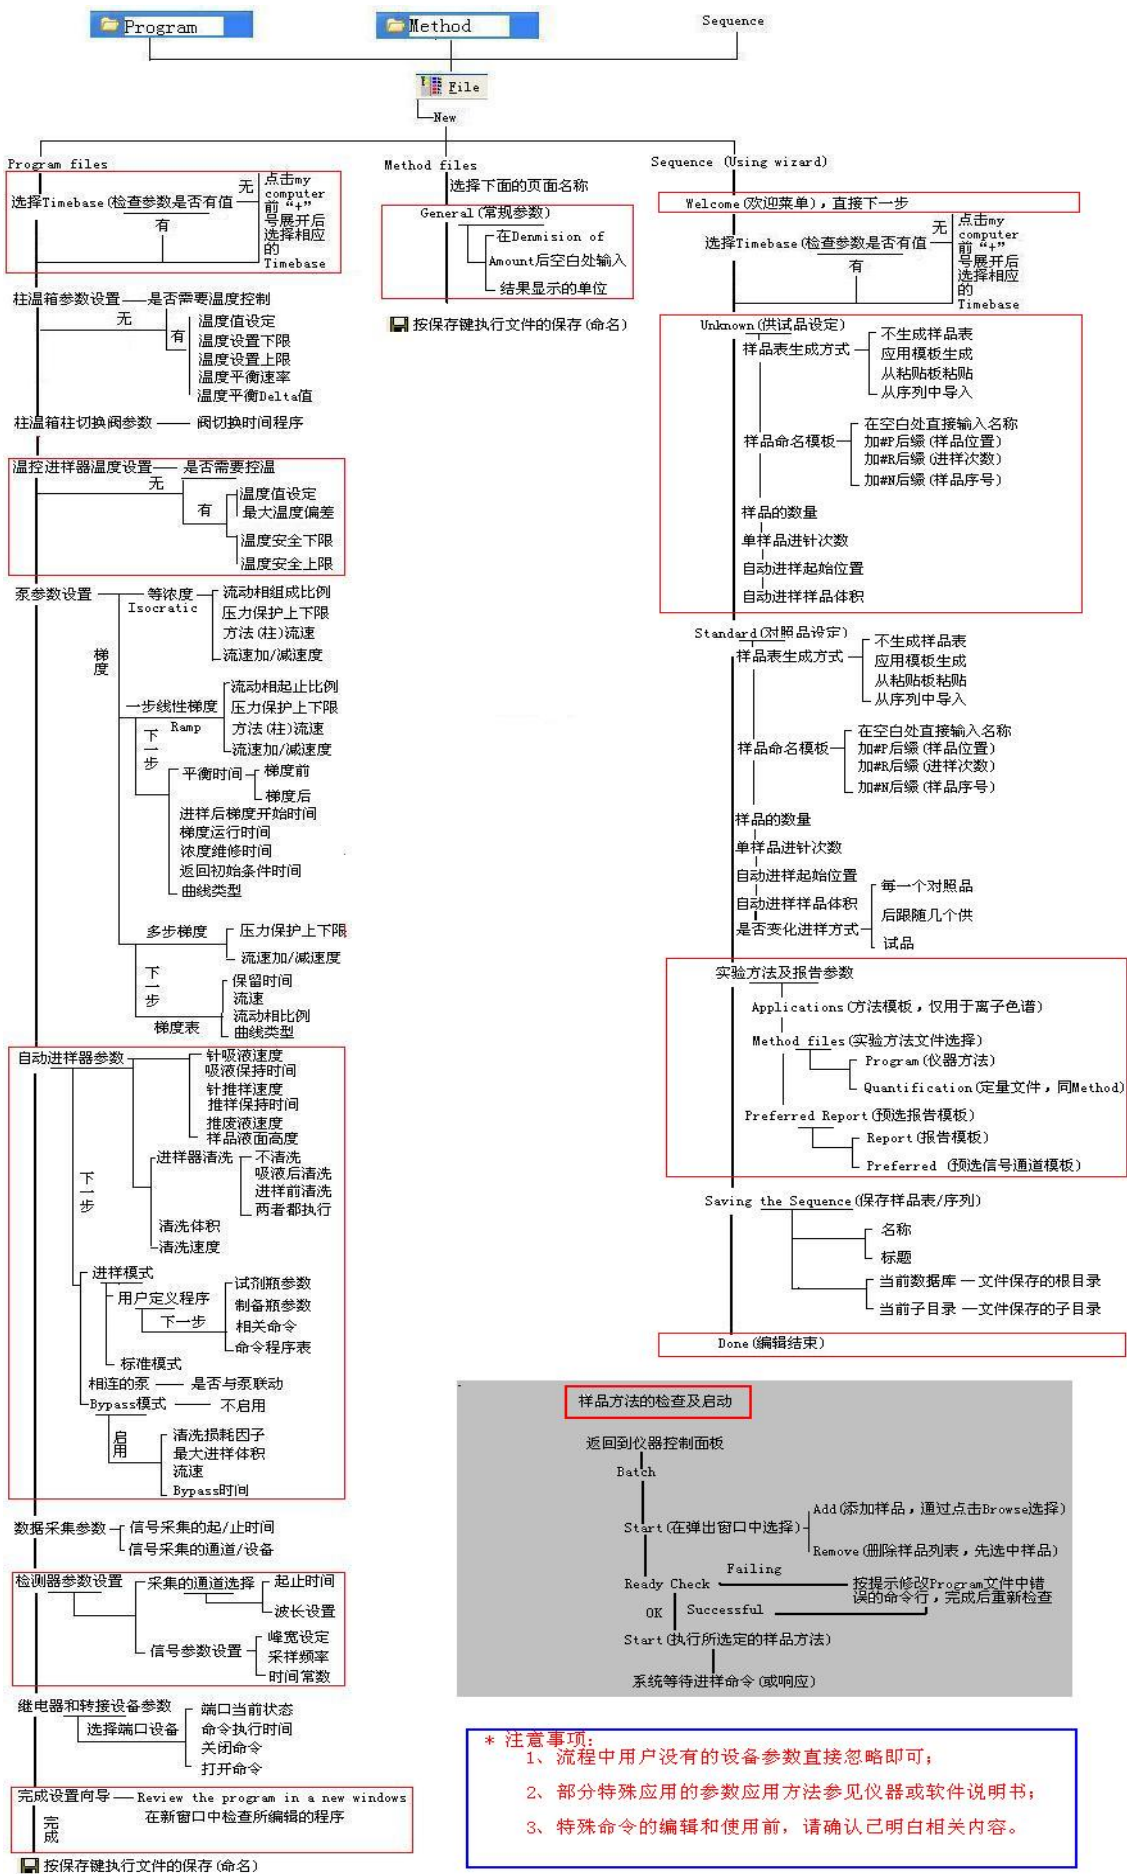 Program
Method
Sequence
File
New
Program files
选择Timebase(检查参数是否有值
无
有
点击my
computer
前“+”
号展开后
选择相应
的
Timebase
柱温箱参数设置
是否需要温度控制
无
有
温度值设定
温度设置下限
温度设置上限
温度平衡速率
温度平衡Delta值
柱温箱柱切换阀参数
阀切换时间程序
温控进样器温度设置
是否需要控温
无
有
温度值设定
最大温度偏差
温度安全下限
温度安全上限
泵参数设置
等浓度
Isocratic
流动相组成比例
压力保护上下限
方法(柱)流速
流速加/减速度
梯度
一步线性梯度
Ramp
流动相起止比例
压力保护上下限
方法(柱)流速
流速加/减速度
下一步
平衡时间
梯度前
梯度后
进样后梯度开始时间
梯度运行时间
浓度维修时间
返回初始条件时间
曲线类型
多步梯度
压力保护上下限
流速加/减速度
下一步
梯度表
保留时间
流速
流动相比例
曲线类型
自动进样器参数
针吸液速度
吸液保持时间
针推样速度
推样保持时间
推废液速度
样品液面高度
进样器清洗
不清洗
吸液后清洗
进样前清洗
两者都执行
清洗体积
清洗速度
下一步
进样模式
用户定义程序
下一步
试剂瓶参数
制备瓶参数
相关命令
命令程序表
标准模式
相连的泵
是否与泵联动
Bypass模式
不启用
启用
清洗损耗因子
最大进样体积
流速
Bypass时间
数据采集参数
信号采集的起/止时间
信号采集的通道/设备
检测器参数设置
采集的通道选择
起止时间
波长设置
信号参数设置
峰宽设定
采样频率
时间常数
继电器和转接设备参数
选择端口设备
端口当前状态
命令执行时间
关闭命令
打开命令
完成设置向导
Review the program in a new windows
在新窗口中检查所编辑的程序
完成
按保存键执行文件的保存(命名)
Method files
选择下面的页面名称
General(常规参数)
在Denmision of
Amount后空白处输入
结果显示的单位
按保存键执行文件的保存(命名)
Sequence (Using wizard)
Welcome(欢迎菜单),直接下一步
选择Timebase(检查参数是否有值
无
有
点击my
computer
前“+”
号展开后
选择相应
的
Timebase
Unknown(供试品设定)
样品表生成方式
不生成样品表
应用模板生成
从粘贴板粘贴
从序列中导入
样品命名模板
在空白处直接输入名称
加#P后缀(样品位置)
加#R后缀(进样次数)
加#N后缀(样品序号)
样品的数量
单样品进针次数
自动进样起始位置
自动进样样品体积
Standard(对照品设定)
样品表生成方式
不生成样品表
应用模板生成
从粘贴板粘贴
从序列中导入
样品命名模板
在空白处直接输入名称
加#P后缀(样品位置)
加#R后缀(进样次数)
加#N后缀(样品序号)
样品的数量
单样品进针次数
自动进样起始位置
自动进样样品体积
是否变化进样方式
每一个对照品
后跟随几个供
试品
实验方法及报告参数
Applications(方法模板,仅用于离子色谱)
Method files(实验方法文件选择)
Program(仪器方法)
Quantification(定量文件,同Method)
Preferred Report(预选报告模板)
Report(报告模板)
Preferred (预选信号通道模板)
Saving the Sequence(保存样品表/序列)
名称
标题
当前数据库 — 文件保存的根目录
当前子目录 — 文件保存的子目录
Done(编辑结束)
样品方法的检查及启动
返回到仪器控制面板
Batch
Start(在弹出窗口中选择)
Add(添加样品,通过点击Browse选择)
Remove(删除样品列表,先选中样品)
Ready Check
Failing
按提示修改Program文件中错
误的命令行,完成后重新检查
OK
Successful
Start(执行所选定的样品方法)
系统等待进样命令(或响应)
* 注意事项:
1、流程中用户没有的设备参数直接忽略即可;
2、部分特殊应用的参数应用方法参见仪器或软件说明书;
3、特殊命令的编辑和使用前,请确认已明白相关内容。